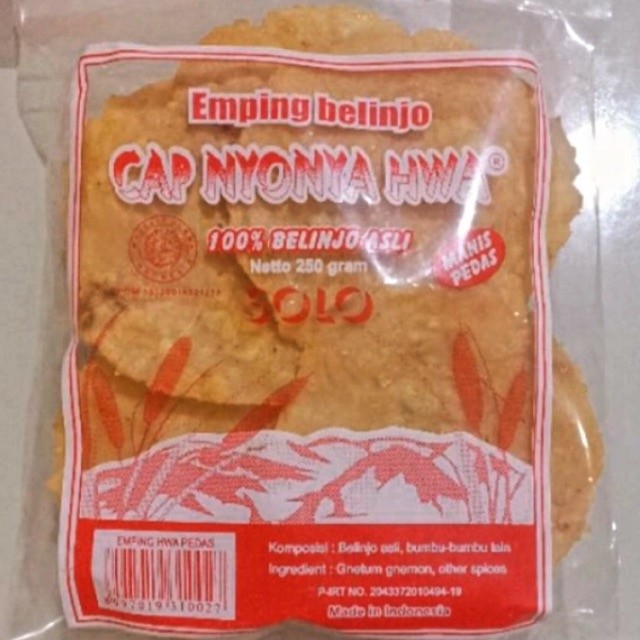 Emping belinjo
CAP NYONYA HWA®
100% BELINJO ASLI
Netto 250 gram
MANIS
PEDAS
SOLO
EMPING HWA PEDAS
Komposisi : Belinjo asli, bumbu-bumbu lain
Ingredient : Gnetum gnemon, other spices
P-IRT NO. 2043372010494-19
Made in Indonesia